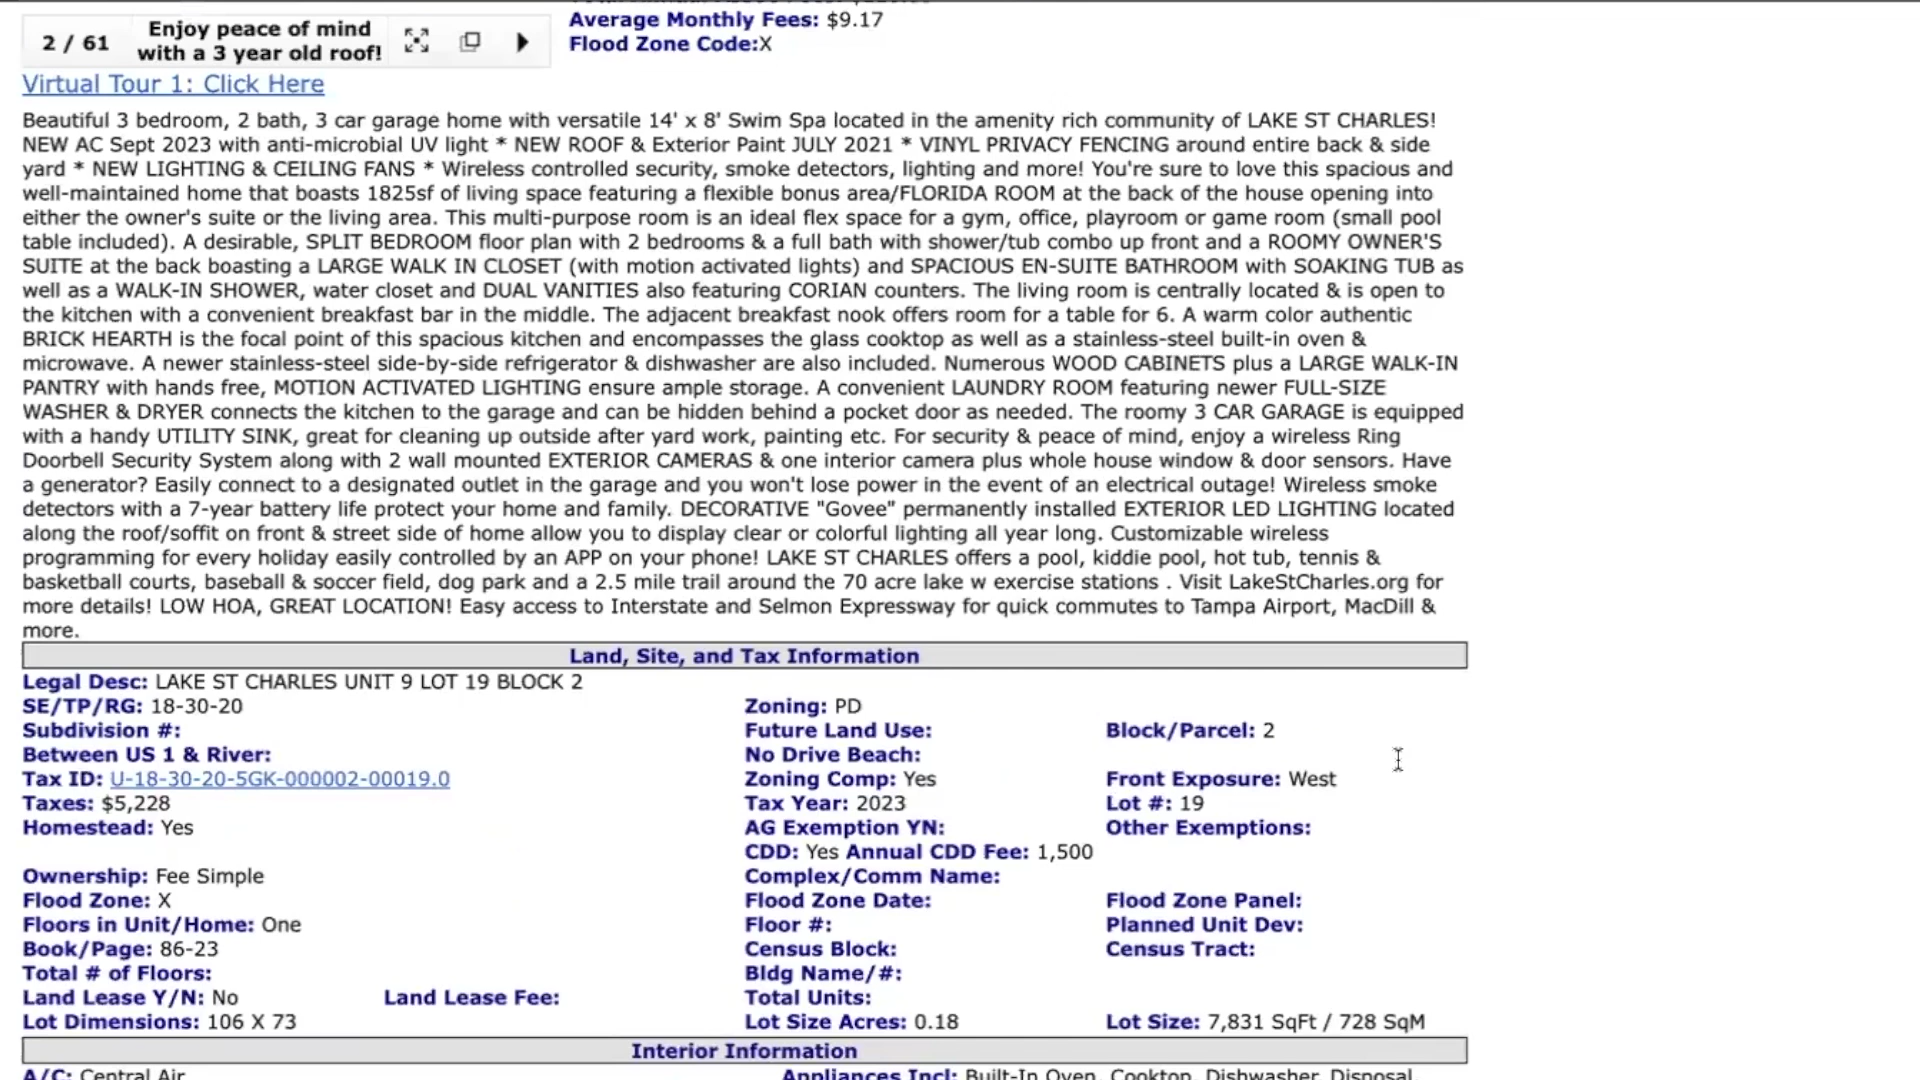 Average Monthly Fees: $9.17
2 / 61 Enjoy peace of mind
with a 3 year old roof!
Flood Zone Code:X
Virtual Tour 1: Click Here
Beautiful 3 bedroom, 2 bath, 3 car garage home with versatile 14' x 8' Swim Spa located in the amenity rich community of LAKE ST CHARLES!
NEW AC Sept 2023 with anti-microbial UV light * NEW ROOF & Exterior Paint JULY 2021 * VINYL PRIVACY FENCING around entire back & side
yard * NEW LIGHTING & CEILING FANS * Wireless controlled security, smoke detectors, lighting and more! You're sure to love this spacious and
well-maintained home that boasts 1825sf of living space featuring a flexible bonus area/FLORIDA ROOM at the back of the house opening into
either the owner's suite or the living area. This multi-purpose room is an ideal flex space for a gym, office, playroom or game room (small pool
table included). A desirable, SPLIT BEDROOM floor plan with 2 bedrooms & a full bath with shower/tub combo up front and a ROOMY OWNER'S
SUITE at the back boasting a LARGE WALK IN CLOSET (with motion activated lights) and SPACIOUS EN-SUITE BATHROOM with SOAKING TUB as
well as a WALK-IN SHOWER, water closet and DUAL VANITIES also featuring CORIAN counters. The living room is centrally located & is open to
the kitchen with a convenient breakfast bar in the middle. The adjacent breakfast nook offers room for a table for 6. A warm color authentic
BRICK HEARTH is the focal point of this spacious kitchen and encompasses the glass cooktop as well as a stainless-steel built-in oven &
microwave. A newer stainless-steel side-by-side refrigerator & dishwasher are also included. Numerous WOOD CABINETS plus a LARGE WALK-IN
PANTRY with hands free, MOTION ACTIVATED LIGHTING ensure ample storage. A convenient LAUNDRY ROOM featuring newer FULL-SIZE
WASHER & DRYER connects the kitchen to the garage and can be hidden behind a pocket door as needed. The roomy 3 CAR GARAGE is equipped
with a handy UTILITY SINK, great for cleaning up outside after yard work, painting etc. For security & peace of mind, enjoy a wireless Ring
Doorbell Security System along with 2 wall mounted EXTERIOR CAMERAS & one interior camera plus whole house window & door sensors. Have
a generator? Easily connect to a designated outlet in the garage and you won't lose power in the event of an electrical outage! Wireless smoke
detectors with a 7-year battery life protect your home and family. DECORATIVE "Govee" permanently installed EXTERIOR LED LIGHTING located
along the roof/soffit on front & street side of home allow you to display clear or colorful lighting all year long. Customizable wireless
programming for every holiday easily controlled by an APP on your phone! LAKE ST CHARLES offers a pool, kiddie pool, hot tub, tennis &
basketball courts, baseball & soccer field, dog park and a 2.5 mile trail around the 70 acre lake w exercise stations . Visit LakeStCharles.org for
more details! LOW HOA, GREAT LOCATION! Easy access to Interstate and Selmon Expressway for quick commutes to Tampa Airport, MacDill &
more.
Land, Site, and Tax Information
Legal Desc: LAKE ST CHARLES UNIT 9 LOT 19 BLOCK 2
SE/TP/RG: 18-30-20 Zoning: PD
Subdivision #: Future Land Use: Block/Parcel: 2
Between US 1 & River: No Drive Beach:
Tax ID: U-18-30-20-5GK-000002-00019.0 Zoning Comp: Yes Front Exposure: West
Taxes: $5,228 Tax Year: 2023 Lot #: 19
Homestead: Yes AG Exemption YN: Other Exemptions:
CDD: Yes Annual CDD Fee: 1,500
Ownership: Fee Simple Complex/Comm Name:
Flood Zone: X Flood Zone Date: Flood Zone Panel:
Floors in Unit/Home: One Floor #: Planned Unit Dev:
Book/Page: 86-23 Census Block: Census Tract:
Total # of Floors: Bldg Name/#:
Land Lease Y/N: No Land Lease Fee: Total Units:
Lot Dimensions: 106 X 73 Lot Size Acres: 0.18 Lot Size: 7,831 SqFt / 728 SqM
Interior Information
A/C: Central Air Appliances Incl: Built-In Oven, Cooktop, Dishwasher, Disposal,